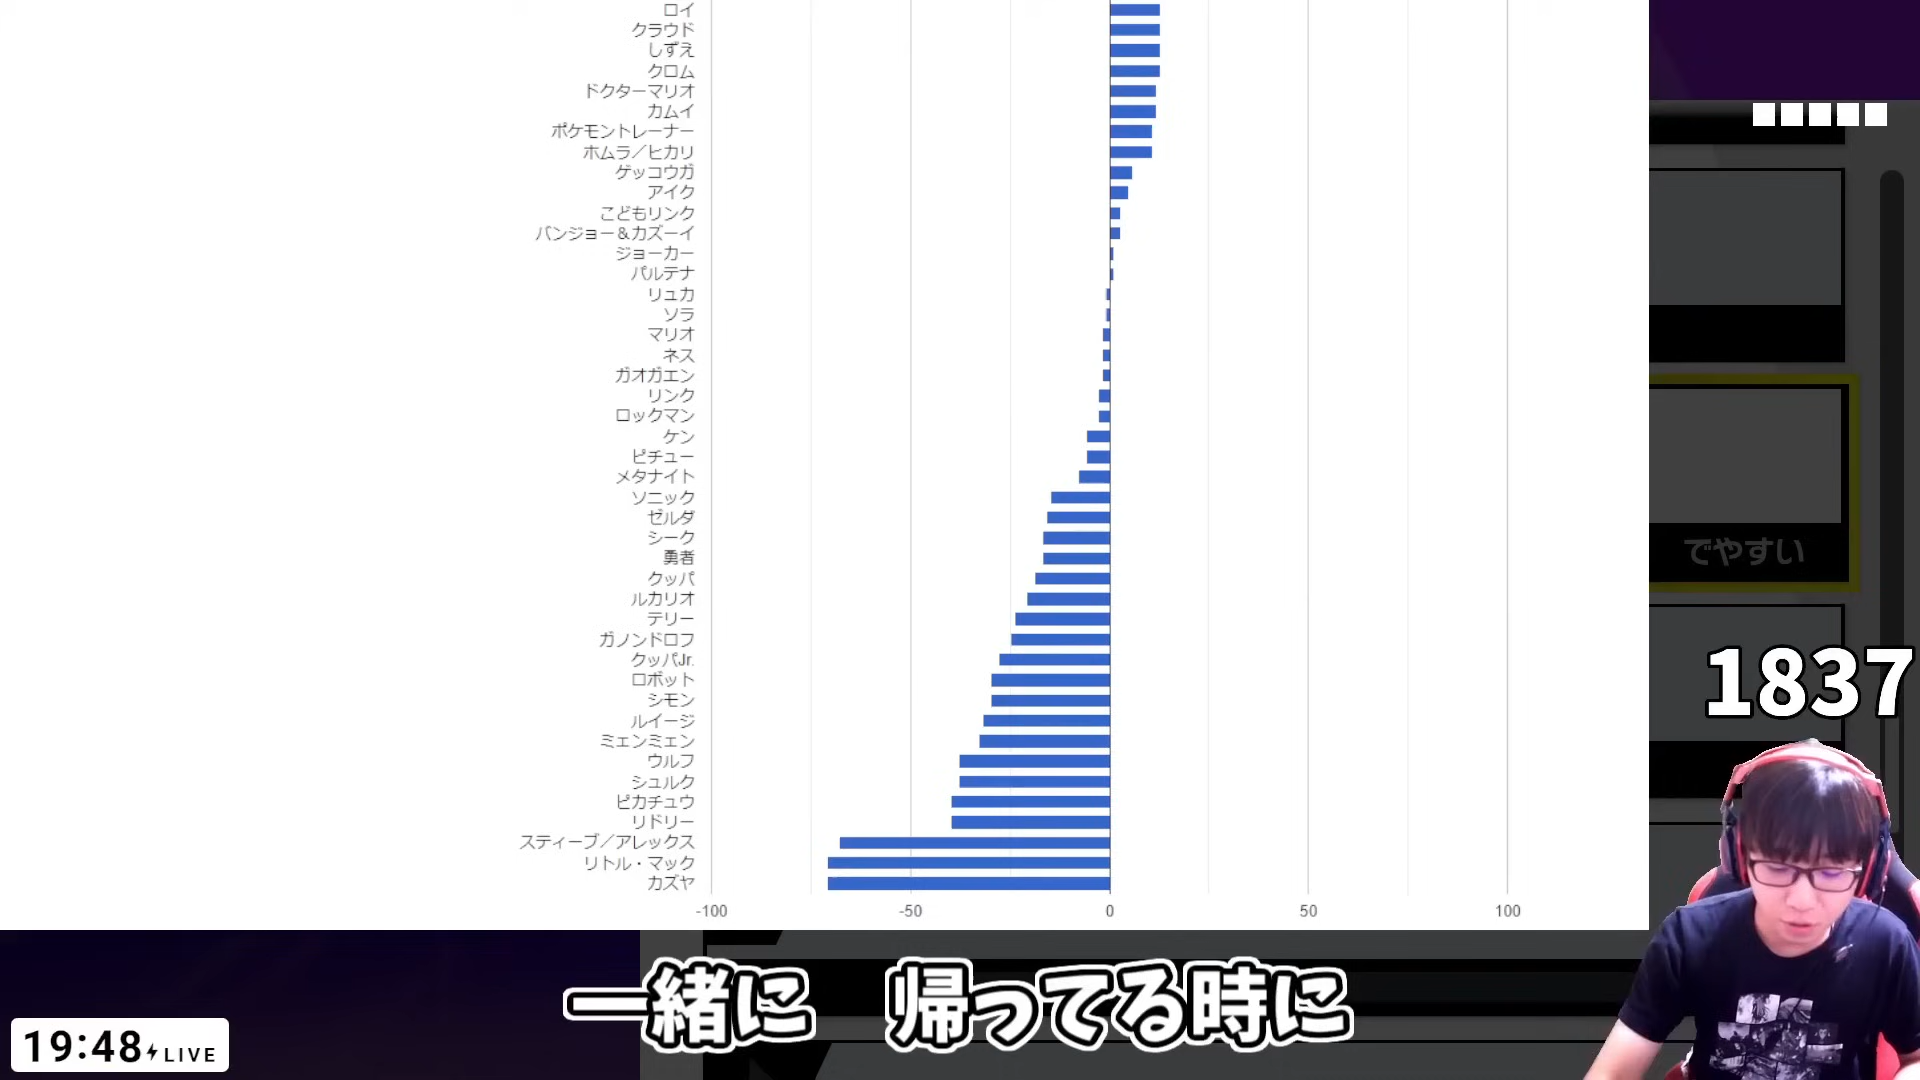 ロイ
クラウド
しずえ
クロム
ドクターマリオ
カムイ
ポケモントレーナー
ホムラ／ヒカリ
ゲッコウガ
アイク
こどもリンク
バンジョー＆カズーイ
ジョーカー
パルテナ
リュカ
ソラ
マリオ
ネス
ガオガエン
リンク
ロックマン
ケン
ピチュー
メタナイト
ソニック
ゼルダ
シーク
勇者
クッパ
ルカリオ
テリー
ガノンドロフ
クッパJr.
ロボット
シモン
ルイージ
ミェンミェン
ウルフ
シュルク
ピカチュウ
リドリー
スティーブ／アレックス
リトル・マック
カズヤ
-100 -50 0 50 100
でやすい
1837
一緒に　帰ってる時に
19:48 LIVE